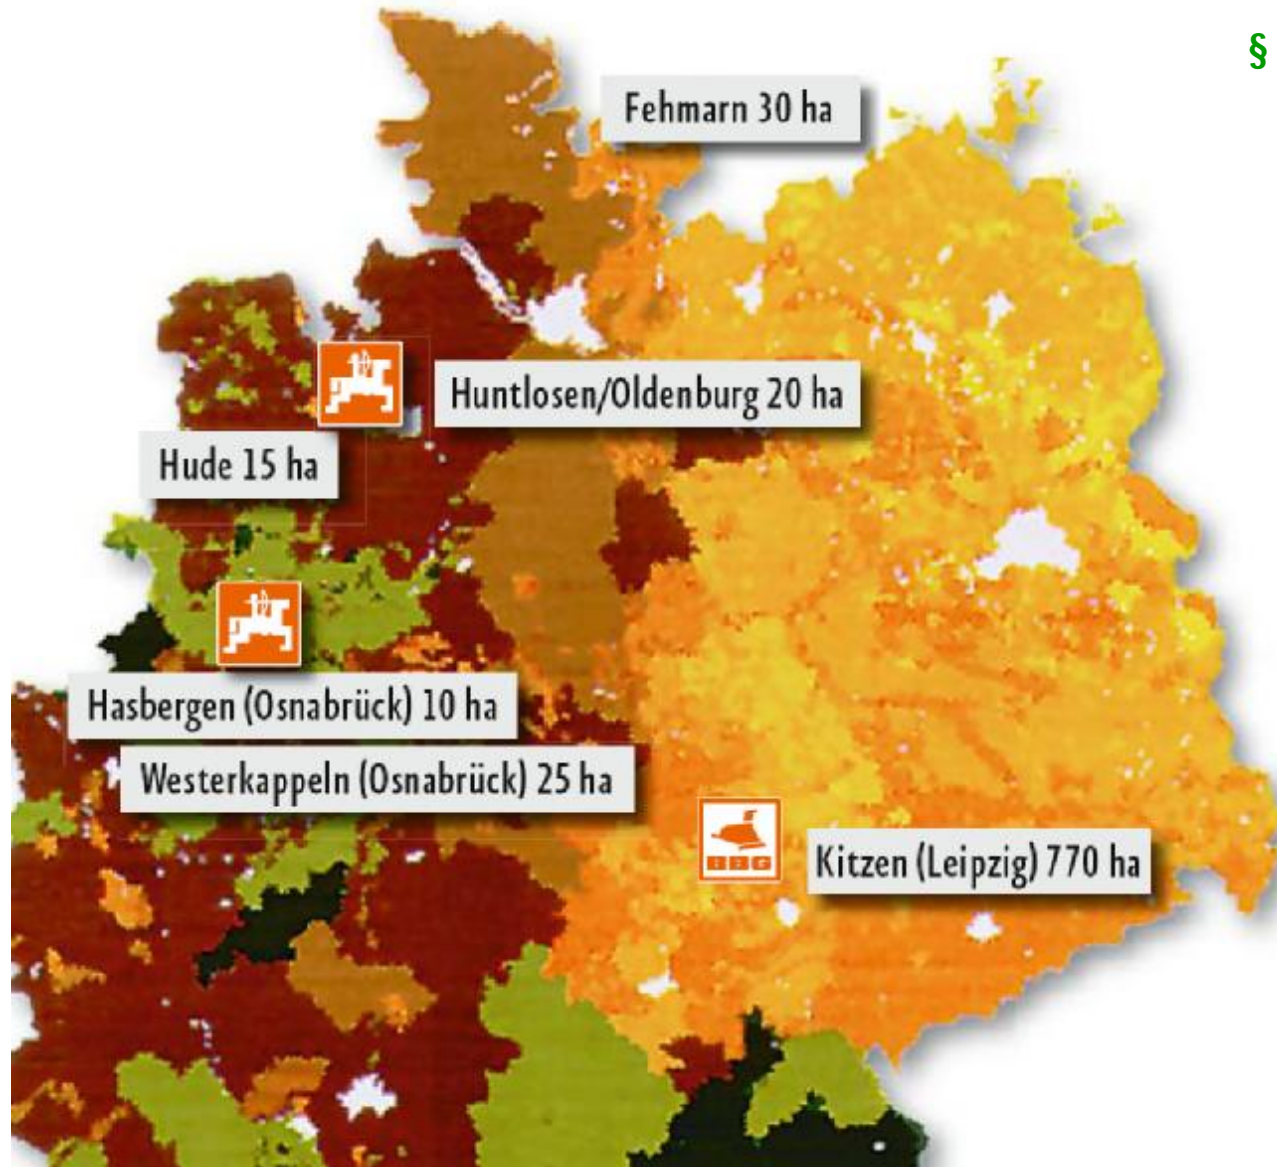 §
Fehmarn 30 ha
Huntlosen/Oldenburg 20 ha
Hude 15 ha
Hasbergen (Osnabrück) 10 ha
Westerkappeln (Osnabrück) 25 ha
BBG
Kitzen (Leipzig) 770 ha